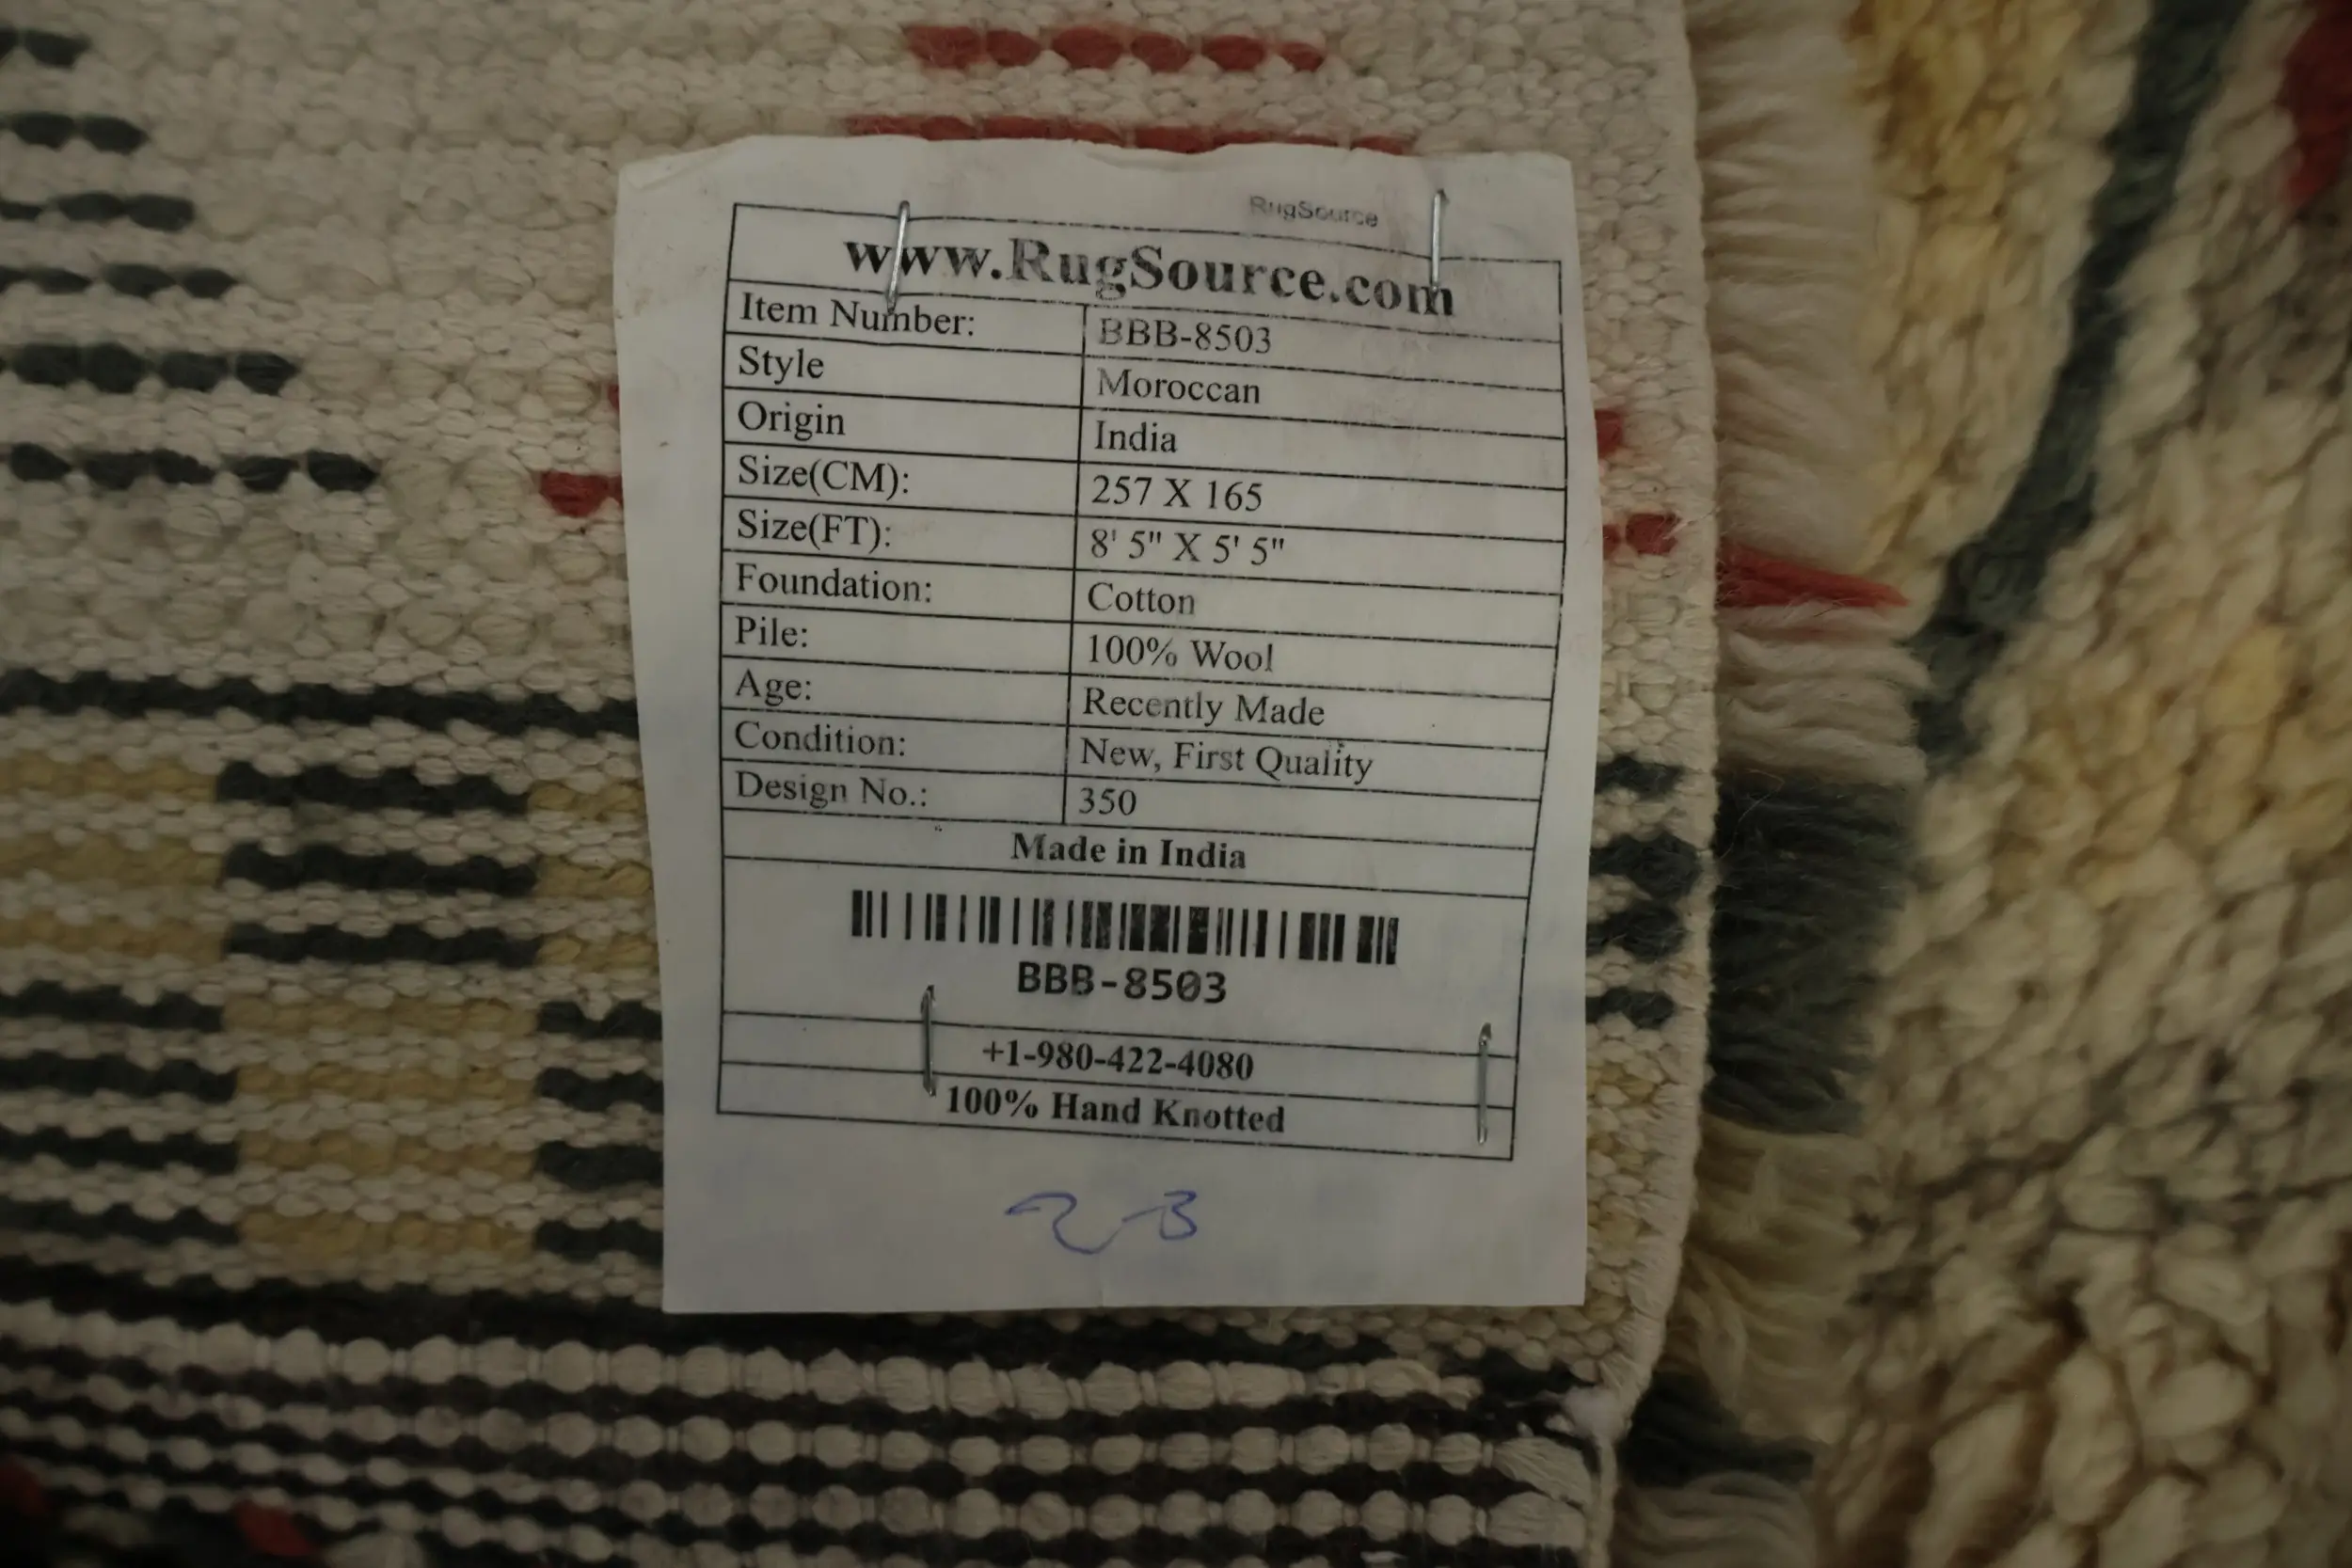 RugSource
www.RugSource.com
Item Number: BBB-8503
Style Moroccan
Origin India
Size(CM): 257 X 165
Size(FT): 8' 5" X 5' 5"
Foundation: Cotton
Pile: 100% Wool
Age: Recently Made
Condition: New, First Quality
Design No.: 350
Made in India
BBB-8503
+1-980-422-4080
100% Hand Knotted